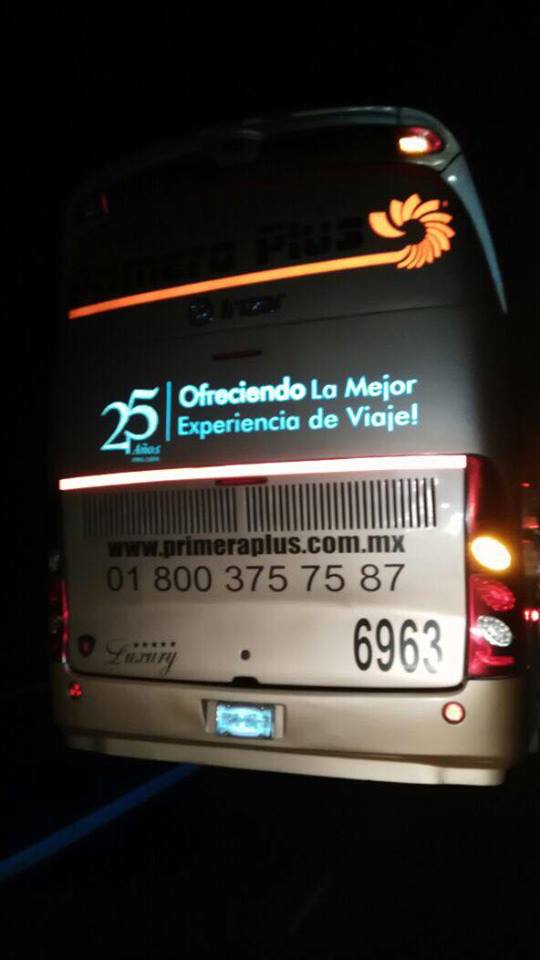 Primera Plus
Irizar
25 Años
Ofreciendo La Mejor
Experiencia de Viaje!
www.primeraplus.com.mx
01 800 375 75 87
Luxury
6963